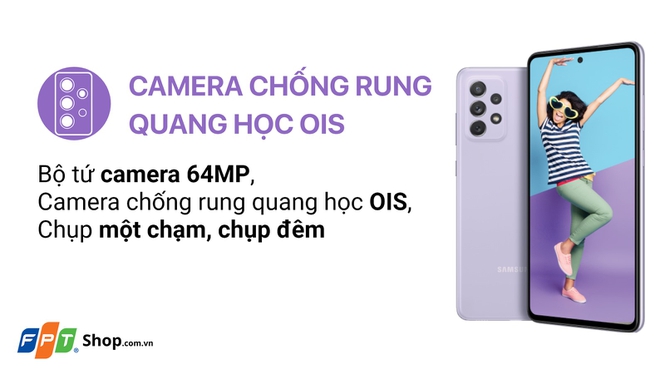 CAMERA CHỐNG RUNG
QUANG HỌC OIS
Bộ tứ camera 64MP,
Camera chống rung quang học OIS,
Chụp một chạm, chụp đêm
SAMSUNG
FPT Shop.com.vn